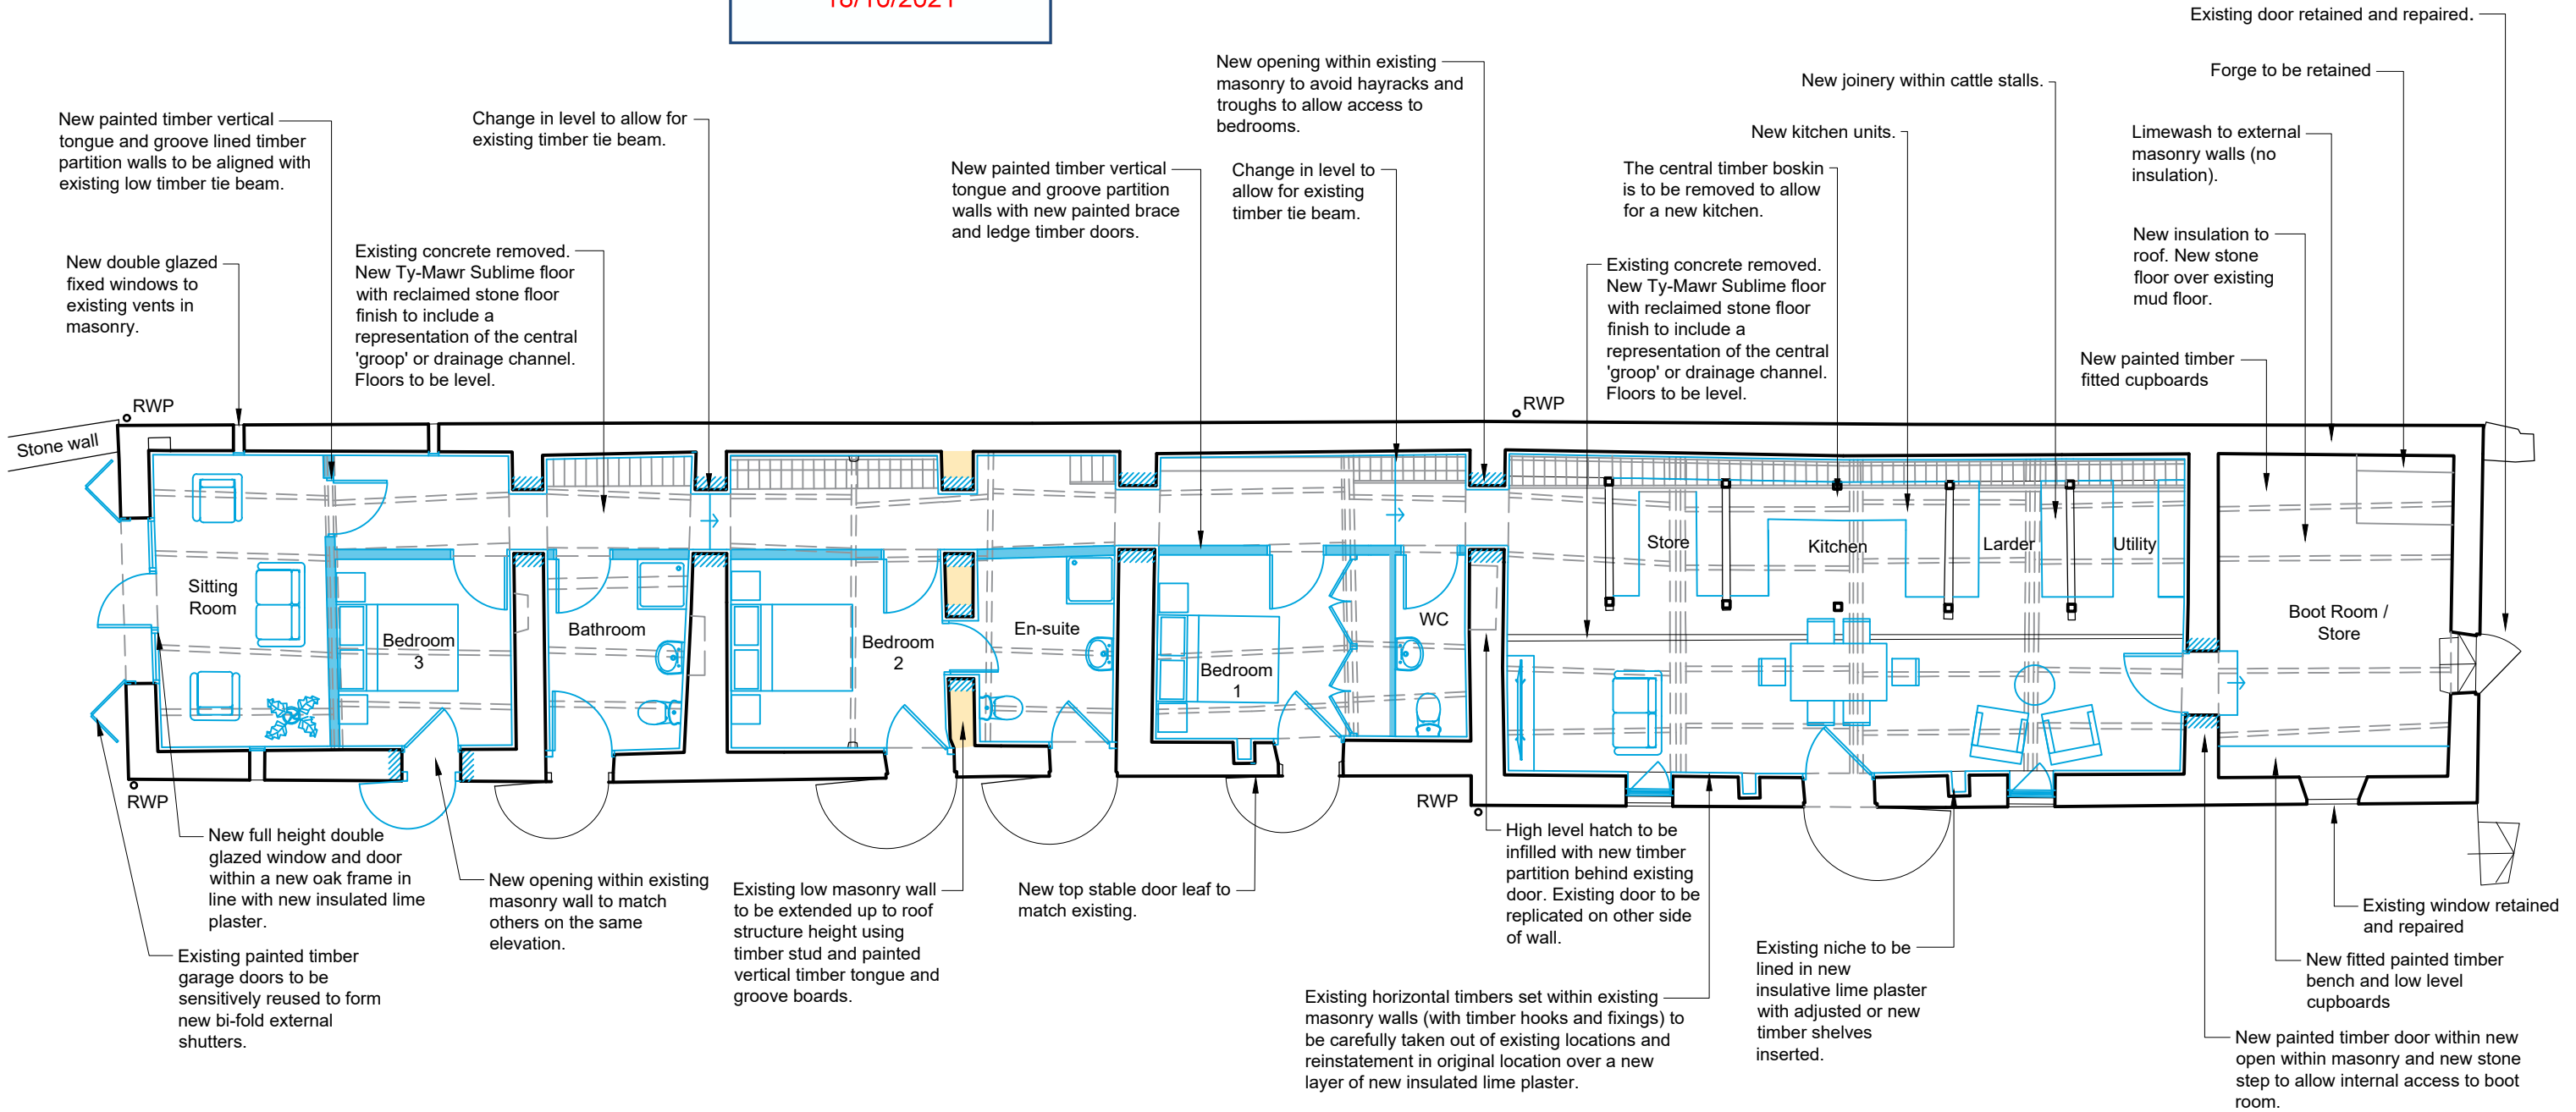 Existing door retained and repaired.
New opening within existing
masonry to avoid hayracks and
troughs to allow access to
bedrooms.
New joinery within cattle stalls.
Forge to be retained
New painted timber vertical
tongue and groove lined timber
partition walls to be aligned with
existing low timber tie beam.
Change in level to allow for
existing timber tie beam.
New kitchen units.
Limewash to external
masonry walls (no
insulation).
New painted timber vertical
tongue and groove partition
walls with new painted brace
and ledge timber doors.
Change in level to
allow for existing
timber tie beam.
The central timber boskin
is to be removed to allow
for a new kitchen.
New double glazed
fixed windows to
existing vents in
masonry.
Existing concrete removed.
New Ty-Mawr Sublime floor
with reclaimed stone floor
finish to include a
representation of the central
'groop' or drainage channel.
Floors to be level.
Existing concrete removed.
New Ty-Mawr Sublime floor
with reclaimed stone floor
finish to include a
representation of the central
'groop' or drainage channel.
Floors to be level.
New insulation to
roof. New stone
floor over existing
mud floor.
New painted timber
fitted cupboards
RWP
RWP
Stone wall
Sitting
Room
Bedroom
3
Bathroom
Bedroom
2
En-suite
Bedroom
1
WC
Store
Kitchen
Larder
Utility
Boot Room /
Store
RWP
RWP
New full height double
glazed window and door
within a new oak frame in
line with new insulated lime
plaster.
Existing painted timber
garage doors to be
sensitively reused to form
new bi-fold external
shutters.
New opening within existing
masonry wall to match
others on the same
elevation.
Existing low masonry wall
to be extended up to roof
structure height using
timber stud and painted
vertical timber tongue and
groove boards.
New top stable door leaf to
match existing.
High level hatch to be
infilled with new timber
partition behind existing
door. Existing door to be
replicated on other side
of wall.
Existing horizontal timbers set within existing
masonry walls (with timber hooks and fixings) to
be carefully taken out of existing locations and
reinstatement in original location over a new
layer of new insulated lime plaster.
Existing niche to be
lined in new
insulative lime plaster
with adjusted or new
timber shelves
inserted.
Existing window retained
and repaired
New fitted painted timber
bench and low level
cupboards
New painted timber door within new
open within masonry and new stone
step to allow internal access to boot
room.